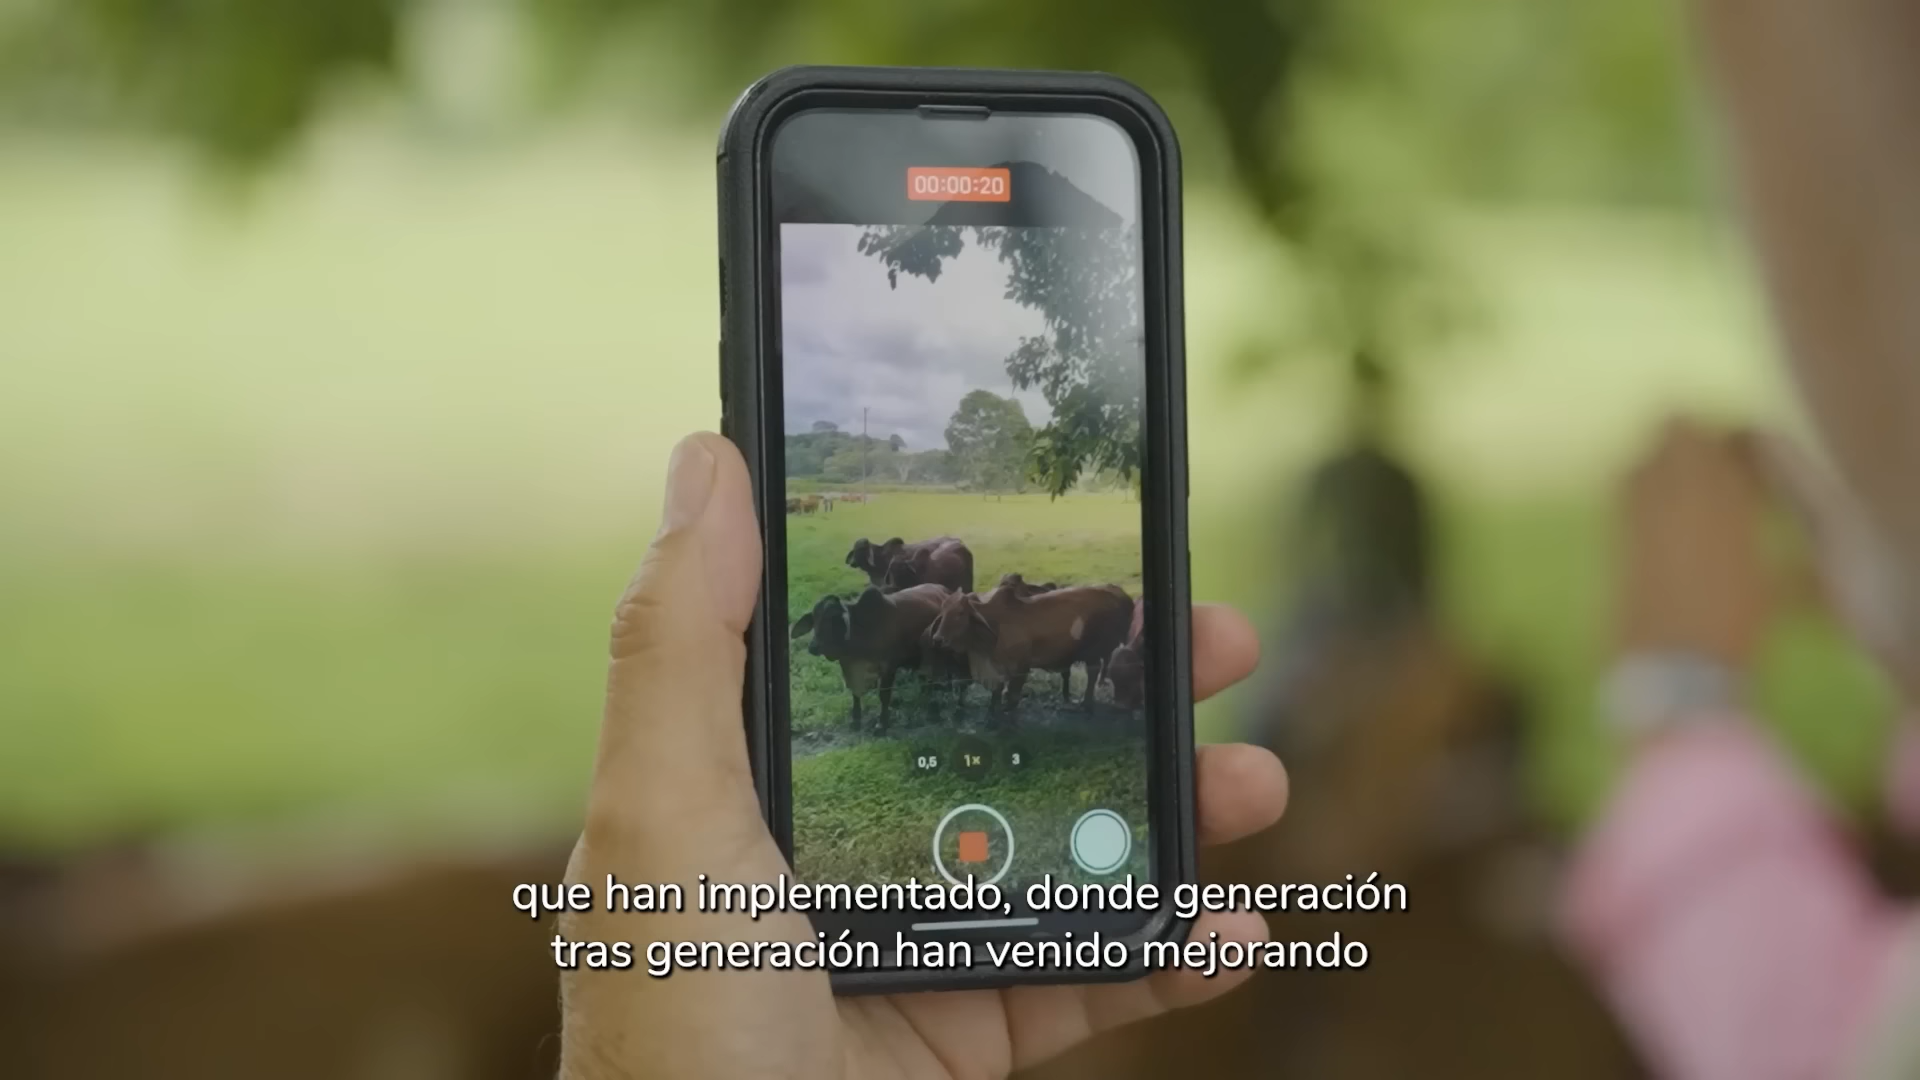 00:00:20
0,5 1× 3
que han implementado, donde generación
tras generación han venido mejorando